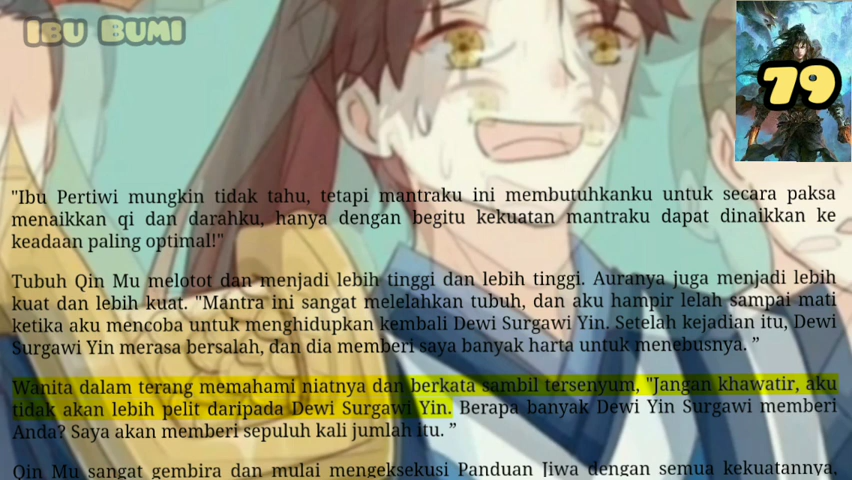 Ibu Bumi
79
"Ibu Pertiwi mungkin tidak tahu, tetapi mantraku ini membutuhkanku untuk secara paksa
menaikkan qi dan darahku, hanya dengan begitu kekuatan mantraku dapat dinaikkan ke
keadaan paling optimal!"
Tubuh Qin Mu melotot dan menjadi lebih tinggi dan lebih tinggi. Auranya juga menjadi lebih
kuat dan lebih kuat. "Mantra ini sangat melelahkan tubuh, dan aku hampir lelah sampai mati
ketika aku mencoba untuk menghidupkan kembali Dewi Surgawi Yin. Setelah kejadian itu, Dewi
Surgawi Yin merasa bersalah, dan dia memberi saya banyak harta untuk menebusnya. ”
Wanita dalam terang memahami niatnya dan berkata sambil tersenyum, "Jangan khawatir, aku
tidak akan lebih pelit daripada Dewi Surgawi Yin. Berapa banyak Dewi Yin Surgawi memberi
Anda? Saya akan memberi sepuluh kali jumlah itu. ”
Qin Mu sangat gembira dan mulai mengeksekusi Panduan Jiwa dengan semua kekuatannya.